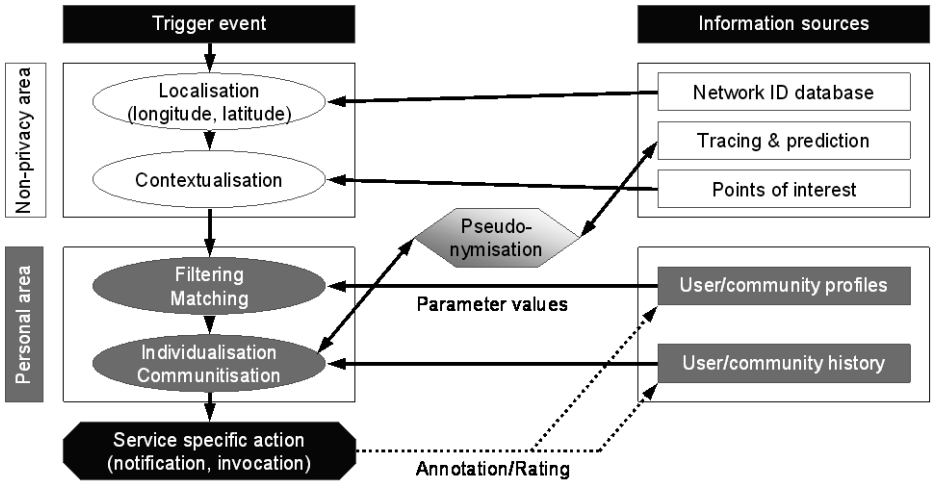 Trigger event
Information sources
Non-privacy area
Localisation
(longitude, latitude)
Network ID database
Tracing & prediction
Contextualisation
Points of interest
Pseudo-
nymisation
Personal area
Filtering
Matching
Parameter values
User/community profiles
Individualisation
Communitisation
User/community history
Service specific action
(notification, invocation)
Annotation/Rating